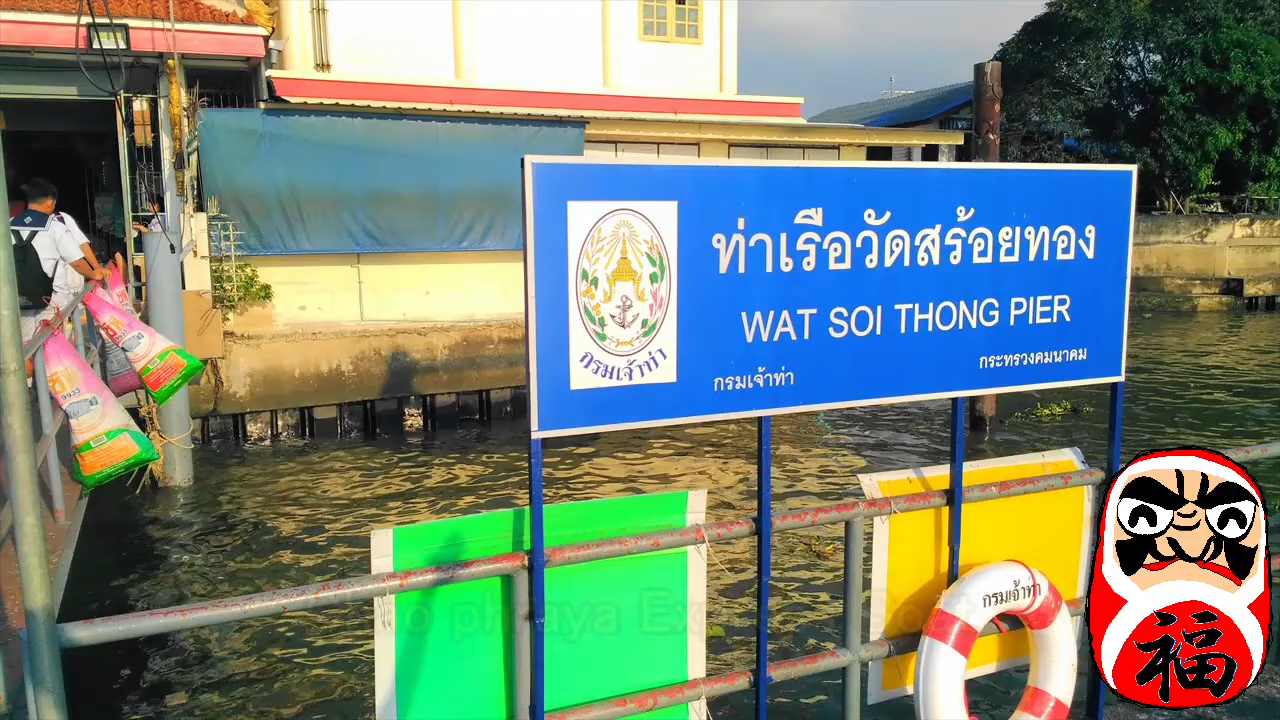 ท่าเรือวัดสร้อยทอง
WAT SOI THONG PIER
กรมเจ้าท่า
กระทรวงคมนาคม
กรมเจ้าท่า
กรมเจ้าท่า
9933
福